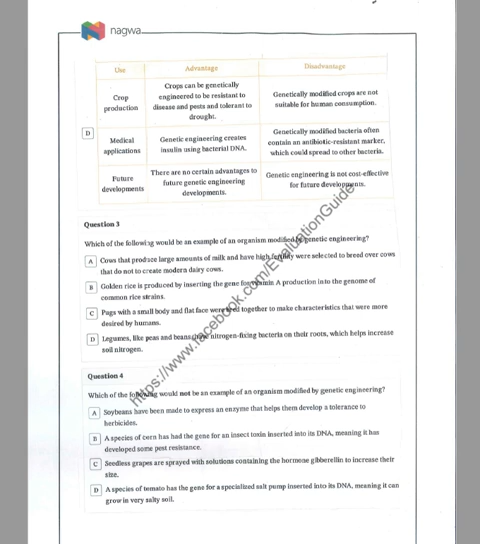 nagwa
Use
Advantage
Disadvantage
Crop
production
Crops can be genetically
engineered to be resistant to
disease and pests and tolerant to
drought.
Genetically modified crops are not
suitable for human consumption.
D
Medical
applications
Genetic engineering creates
insulin using bacterial DNA.
Genetically modified bacteria often
contain an antibiotic-resistant marker,
which could spread to other bacteria.
Future
developments
There are no certain advantages to
future genetic engineering
developments.
Genetic engineering is not cost-effective
for future developments.
Question 3
Which of the following would be an example of an organism modified by genetic engineering?
A Cows that produce large amounts of milk and have high fertility were selected to breed over cows
that do not to create modern dairy cows.
B Golden rice is produced by inserting the gene for vitamin A production into the genome of
common rice strains.
C Pugs with a small body and flat face were bred together to make characteristics that were more
desired by humans.
D Legumes, like peas and beans, have nitrogen-fixing bacteria on their roots, which helps increase
soil nitrogen.
Question 4
Which of the following would not be an example of an organism modified by genetic engineering?
A Soybeans have been made to express an enzyme that helps them develop a tolerance to
herbicides.
B A species of corn has had the gene for an insect toxin inserted into its DNA, meaning it has
developed some pest resistance.
C Seedless grapes are sprayed with solutions containing the hormone gibberellin to increase their
size.
D A species of tomato has the gene for a specialized salt pump inserted into its DNA, meaning it can
grow in very salty soil.
https://www.facebook.com/EvaluationGuide